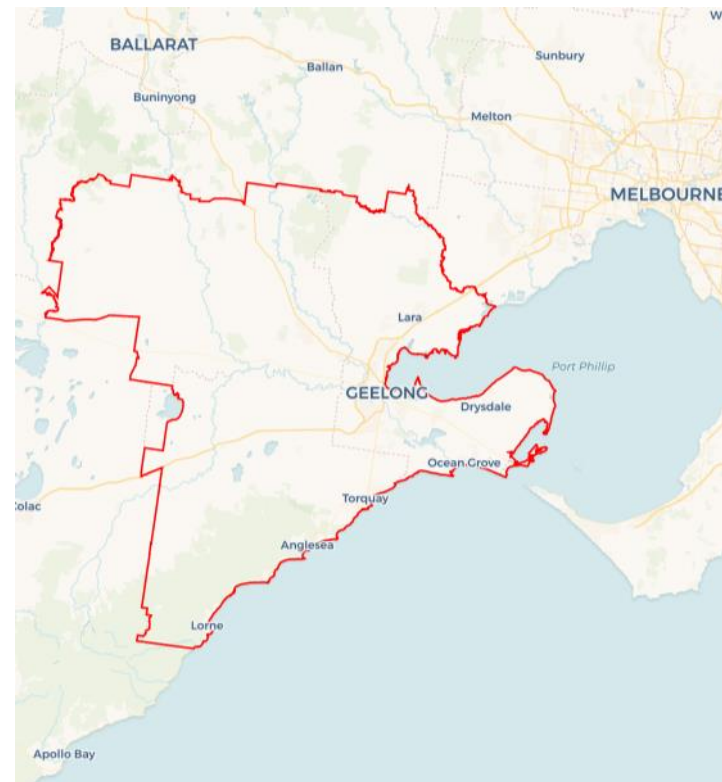 W
BALLARAT
Sunbury
Ballan
Buninyong
Melton
MELBOURNE
Lara
Port Phillip
GEELONG
Drysdale
Ocean Grove
Torquay
Colac
Anglesea
Lorne
Apollo Bay